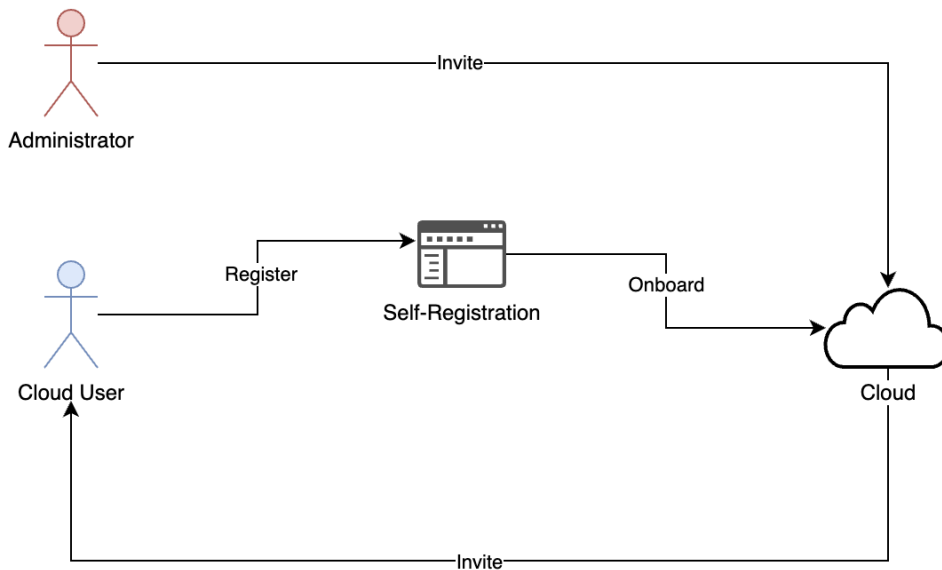 Invite
Administrator
Register
Self-Registration
Onboard
Cloud User
Cloud
Invite